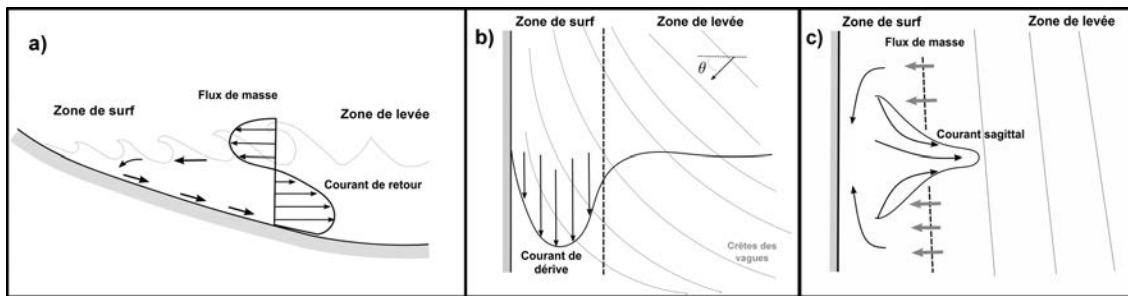 a)
Flux de masse
Zone de surf
Zone de levée
Courant de retour
b)
Zone de surf
Zone de levée
θ
Crêtes des
vagues
Courant de
dérive
c)
Zone de surf
Zone de levée
Flux de masse
Courant sagittal